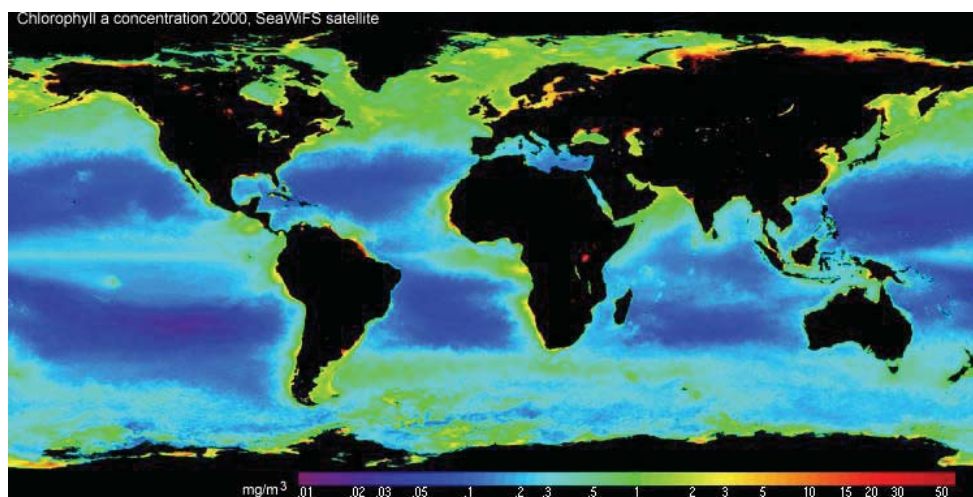 Chlorophyll a concentration 2000, SeaWiFS satellite
mg/m³ .01 .02 .03 .05 .1 .2 .3 .5 1 2 3 5 10 15 20 30 50